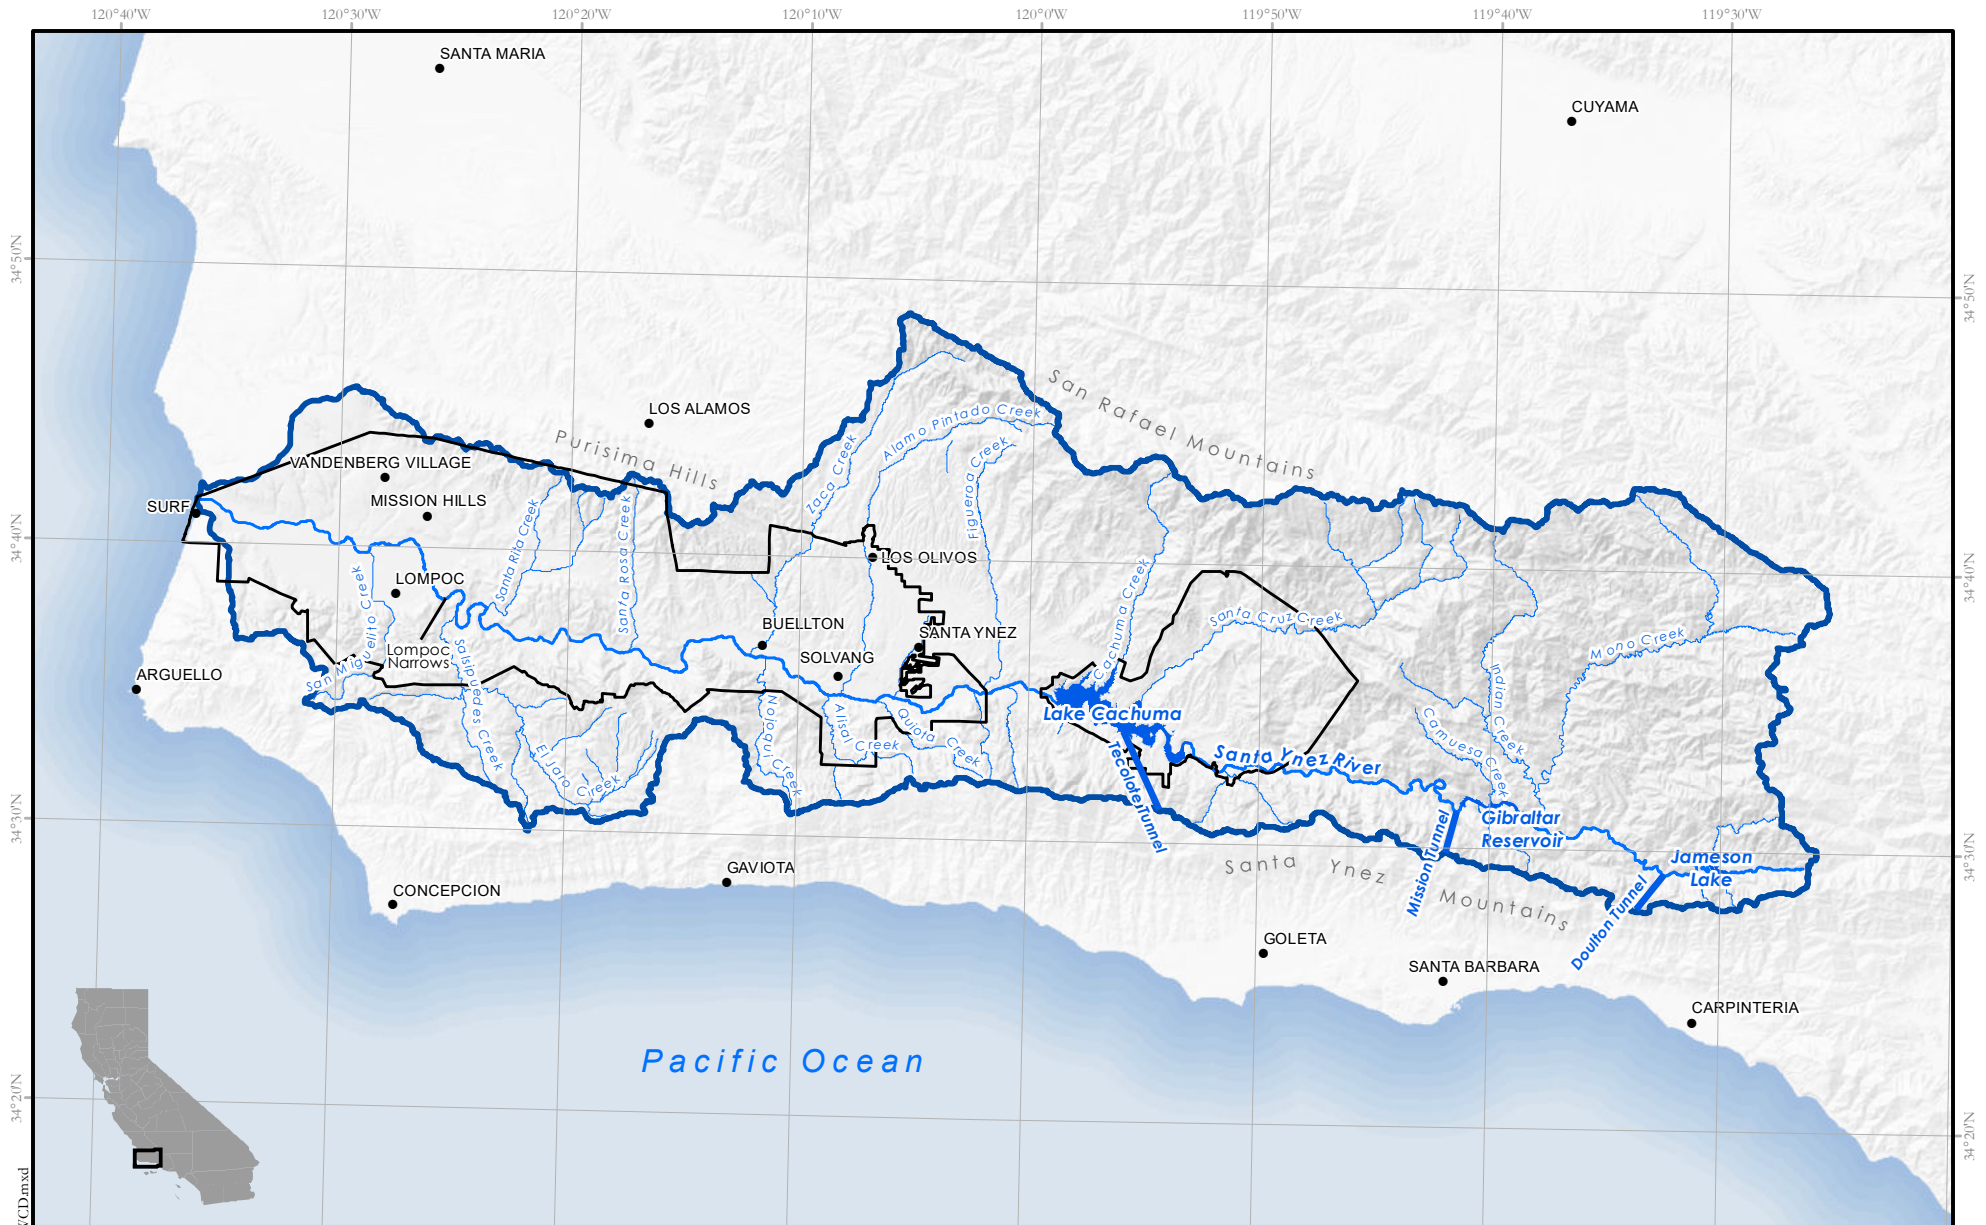 120°40'W
120°30'W
120°20'W
120°10'W
120°0'W
119°50'W
119°40'W
119°30'W
SANTA MARIA
CUYAMA
34°50'N
34°50'N
San Rafael Mountains
LOS ALAMOS
Purisima Hills
Alamo Pintado Creek
Zaca Creek
Figueroa Creek
VANDENBERG VILLAGE
MISSION HILLS
SURF
Santa Rita Creek
Santa Rosa Creek
34°40'N
34°40'N
LOS OLIVOS
LOMPOC
San Miguelito Creek
Cachuma Creek
Santa Cruz Creek
BUELLTON
SANTA YNEZ
Mono Creek
Lompoc
Narrows
Salsipuedes Creek
SOLVANG
ARGUELLO
Indian Creek
Camuesa Creek
Nojoqui Creek
Alisal Creek
Quiota Creek
El Jaro Creek
Lake Cachuma
Santa Ynez River
Tecolote Tunnel
34°30'N
34°30'N
Gibraltar
Reservoir
Mission Tunnel
Jameson
Lake
Doulton Tunnel
Santa Ynez Mountains
GAVIOTA
CONCEPCION
GOLETA
SANTA BARBARA
CARPINTERIA
Pacific Ocean
34°20'N
34°20'N
VCD.mxd